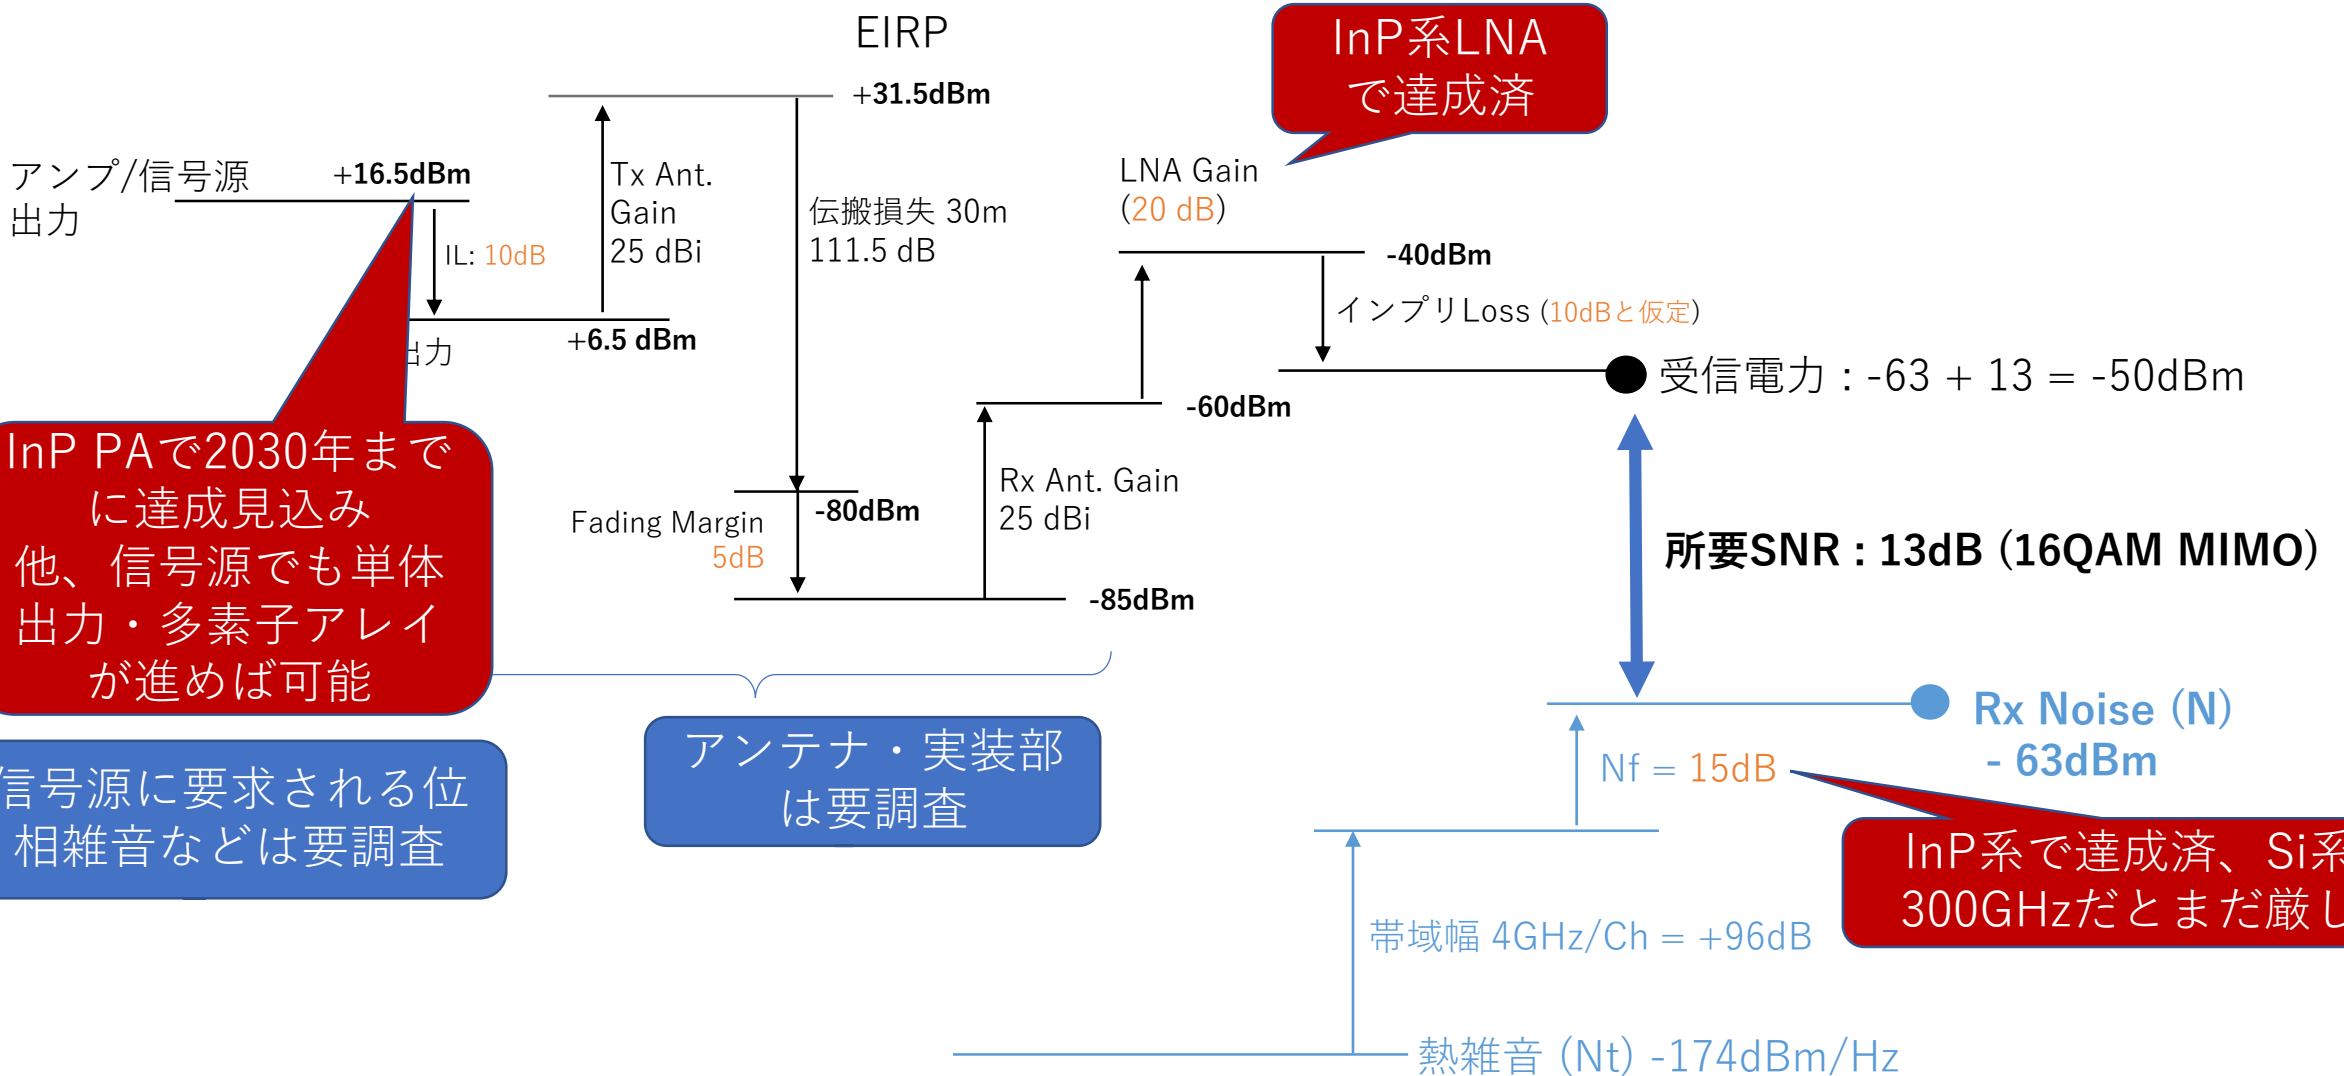 EIRP
+31.5dBm
InP系LNA
で達成済
アンプ/信号源
出力
+16.5dBm
IL: 10dB
Tx Ant.
Gain
25 dBi
伝搬損失 30m
111.5 dB
LNA Gain
(20 dB)
-40dBm
インプリLoss (10dBと仮定)
+6.5 dBm
出力
受信電力 : -63 + 13 = -50dBm
-60dBm
Rx Ant. Gain
25 dBi
-80dBm
Fading Margin
5dB
-85dBm
所要SNR : 13dB (16QAM MIMO)
InP PAで2030年まで
に達成見込み
他、信号源でも単体
出力・多素子アレイ
が進めば可能
信号源に要求される位
相雑音などは要調査
アンテナ・実装部
は要調査
Rx Noise (N)
- 63dBm
Nf = 15dB
InP系で達成済、Si系
300GHzだとまだ厳し
帯域幅 4GHz/Ch = +96dB
熱雑音 (Nt) -174dBm/Hz